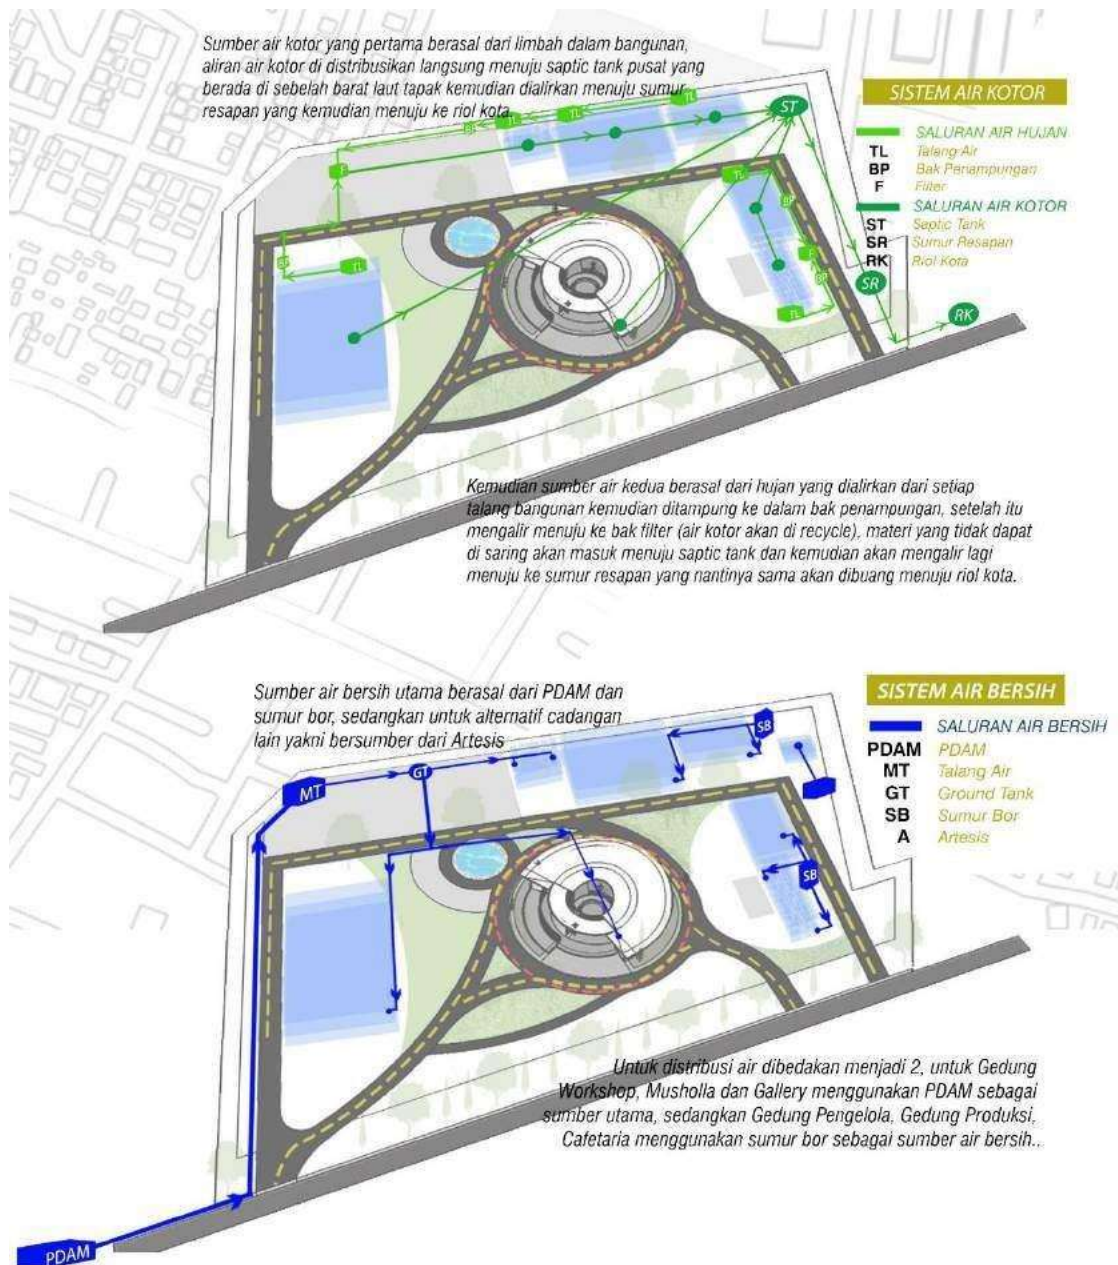 Sumber air kotor yang pertama berasal dari limbah dalam bangunan,
aliran air kotor di distribusikan langsung menuju saptic tank pusat yang
berada di sebelah barat laut tapak kemudian dialirkan menuju sumur
resapan yang kemudian menuju ke riol kota.
SISTEM AIR KOTOR
SALURAN AIR HUJAN
TL Talang Air
BP Bak Penampungan
F Filter
SALURAN AIR KOTOR
ST Septic Tank
SR Sumur Resapan
RK Riol Kota
TL
ST
TL
TL
BP
F
TL
BP
BP
TL
F
BP
SR
TL
RK
Kemudian sumber air kedua berasal dari hujan yang dialirkan dari setiap
talang bangunan kemudian ditampung ke dalam bak penampungan, setelah itu
mengalir menuju ke bak filter (air kotor akan di recycle), materi yang tidak dapat
di saring akan masuk menuju saptic tank dan kemudian akan mengalir lagi
menuju ke sumur resapan yang nantinya sama akan dibuang menuju riol kota.
Sumber air bersih utama berasal dari PDAM dan
sumur bor, sedangkan untuk alternatif cadangan
lain yakni bersumber dari Artesis
SISTEM AIR BERSIH
SALURAN AIR BERSIH
PDAM PDAM
MT Talang Air
GT Ground Tank
SB Sumur Bor
A Artesis
SB
GT
MT
SB
Untuk distribusi air dibedakan menjadi 2, untuk Gedung
Workshop, Musholla dan Gallery menggunakan PDAM sebagai
sumber utama, sedangkan Gedung Pengelola, Gedung Produksi,
Cafetaria menggunakan sumur bor sebagai sumber air bersih..
PDAM